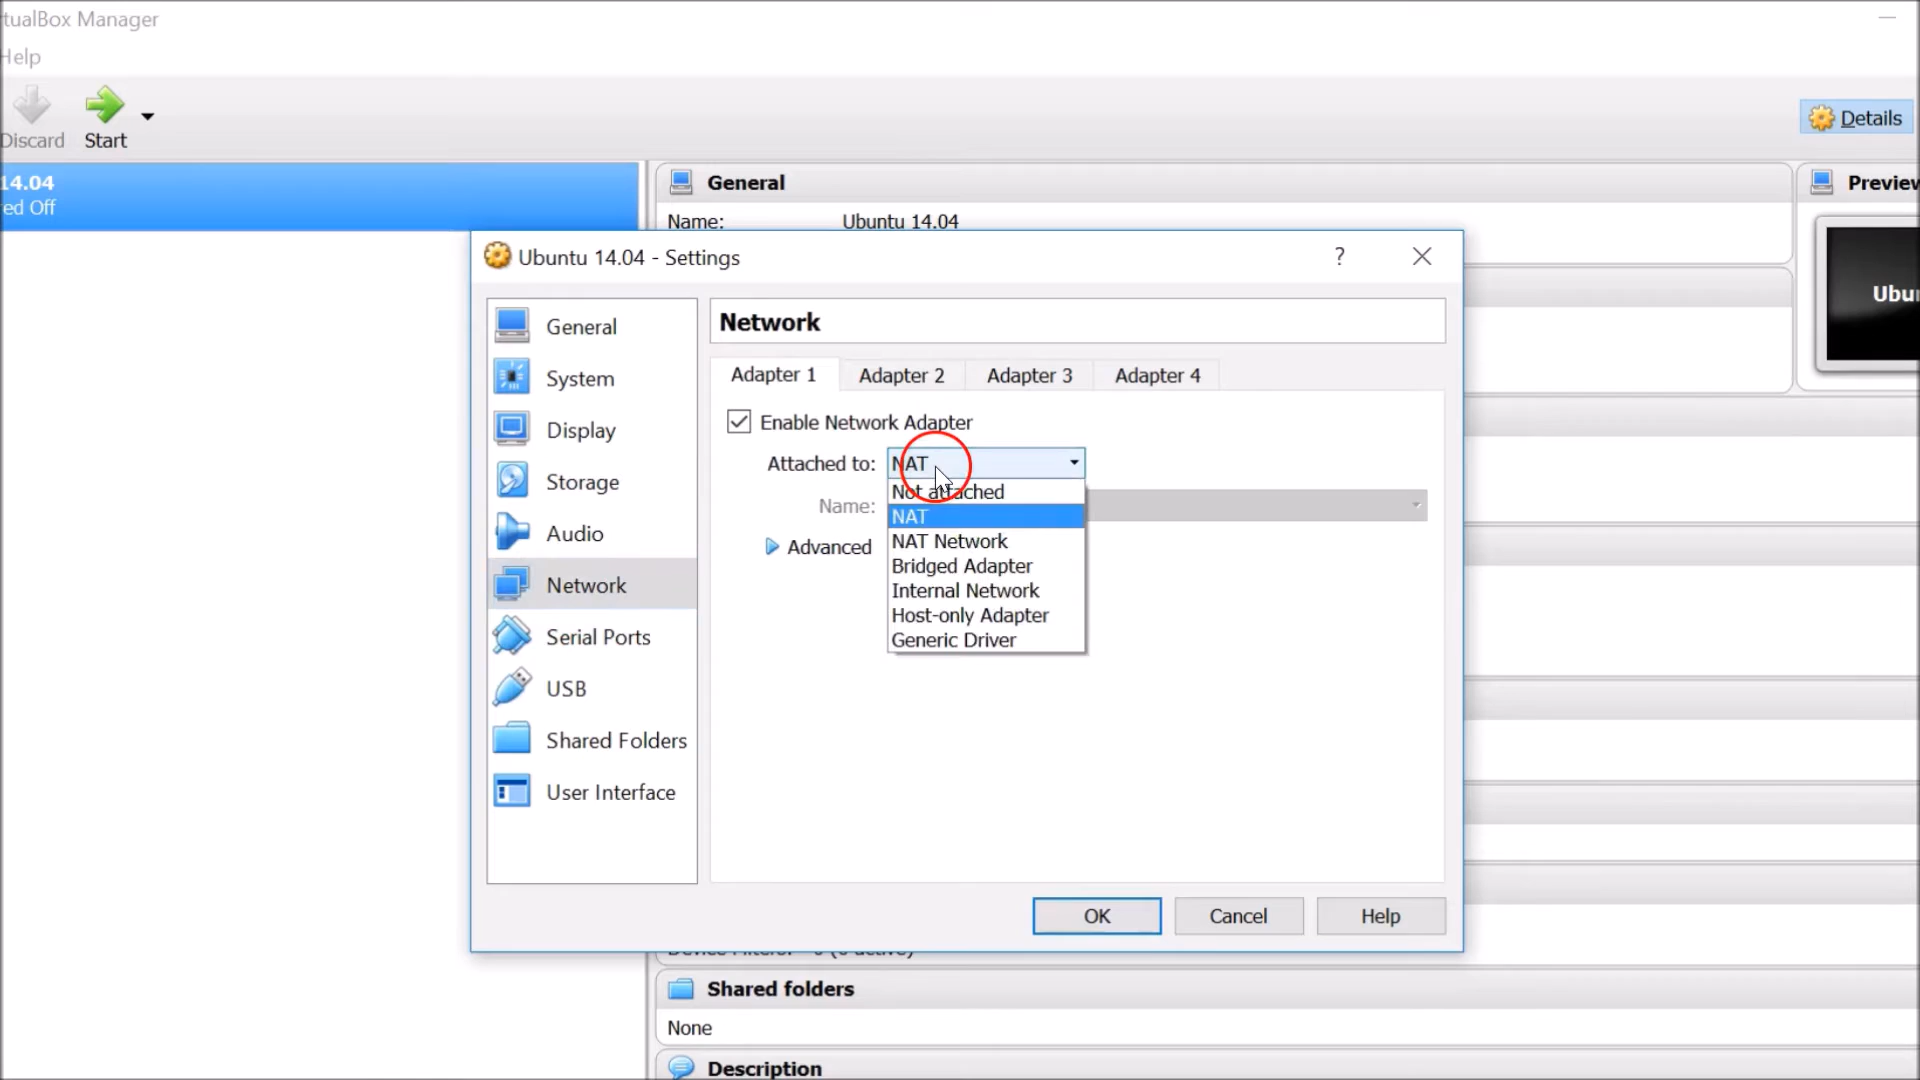 tualBox Manager
Help
Discard
Start
Details
14.04
ed Off
General
Name: Ubuntu 14.04
Preview
Ubu
Ubuntu 14.04 - Settings
?
General
System
Display
Storage
Audio
Network
Serial Ports
USB
Shared Folders
User Interface
Network
Adapter 1
Adapter 2
Adapter 3
Adapter 4
Enable Network Adapter
Attached to: NAT
Not attached
NAT
NAT Network
Bridged Adapter
Internal Network
Host-only Adapter
Generic Driver
Name:
Advanced
OK
Cancel
Help
Shared folders
None
Description